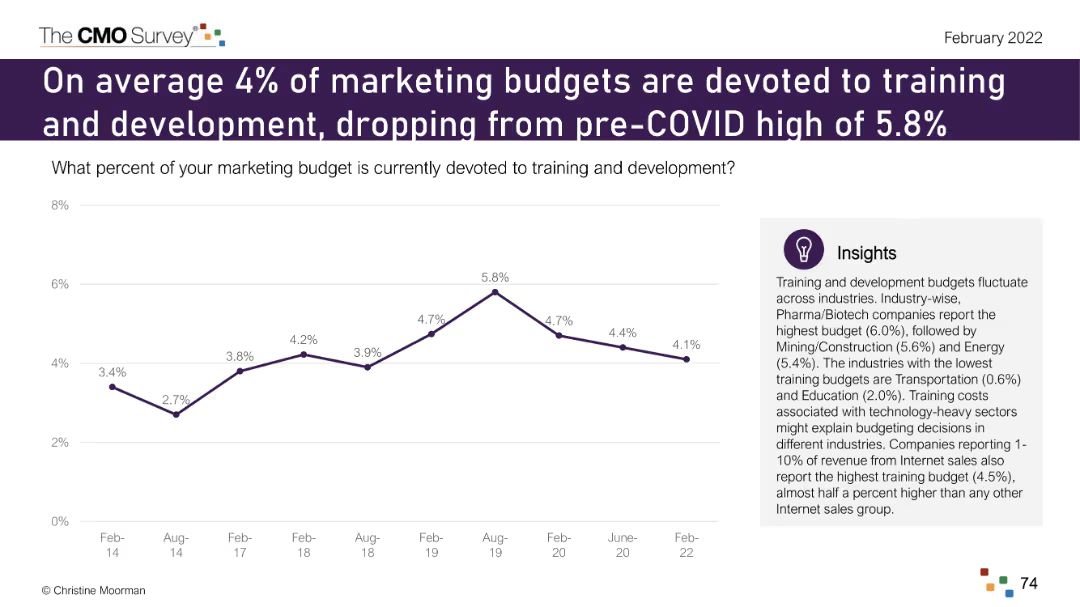 The CMO Survey®
February 2022
On average 4% of marketing budgets are devoted to training
and development, dropping from pre-COVID high of 5.8%
What percent of your marketing budget is currently devoted to training and development?
8%
6%
4%
2%
0%
3.4%
2.7%
3.8%
4.2%
3.9%
4.7%
5.8%
4.7%
4.4%
4.1%
Feb-14
Aug-14
Feb-17
Feb-18
Aug-18
Feb-19
Aug-19
Feb-20
June-20
Feb-22
Insights
Training and development budgets fluctuate
across industries. Industry-wise,
Pharma/Biotech companies report the
highest budget (6.0%), followed by
Mining/Construction (5.6%) and Energy
(5.4%). The industries with the lowest
training budgets are Transportation (0.6%)
and Education (2.0%). Training costs
associated with technology-heavy sectors
might explain budgeting decisions in
different industries. Companies reporting 1-
10% of revenue from Internet sales also
report the highest training budget (4.5%),
almost half a percent higher than any other
Internet sales group.
© Christine Moorman
74